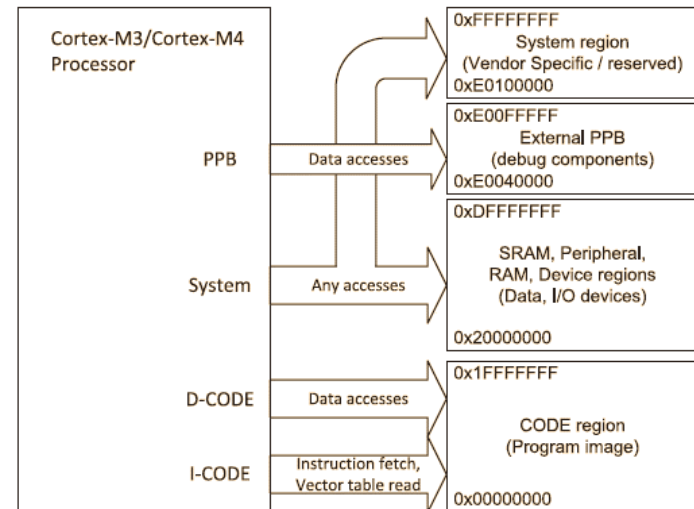 Cortex-M3/Cortex-M4
Processor
PPB
System
D-CODE
I-CODE
Data accesses
Any accesses
Data accesses
Instruction fetch,
Vector table read
0xFFFFFFFF
System region
(Vendor Specific / reserved)
0xE0100000
0xE00FFFFF
External PPB
(debug components)
0xE0040000
0xDFFFFFFF
SRAM, Peripheral,
RAM, Device regions
(Data, I/O devices)
0x20000000
0x1FFFFFFF
CODE region
(Program image)
0x00000000